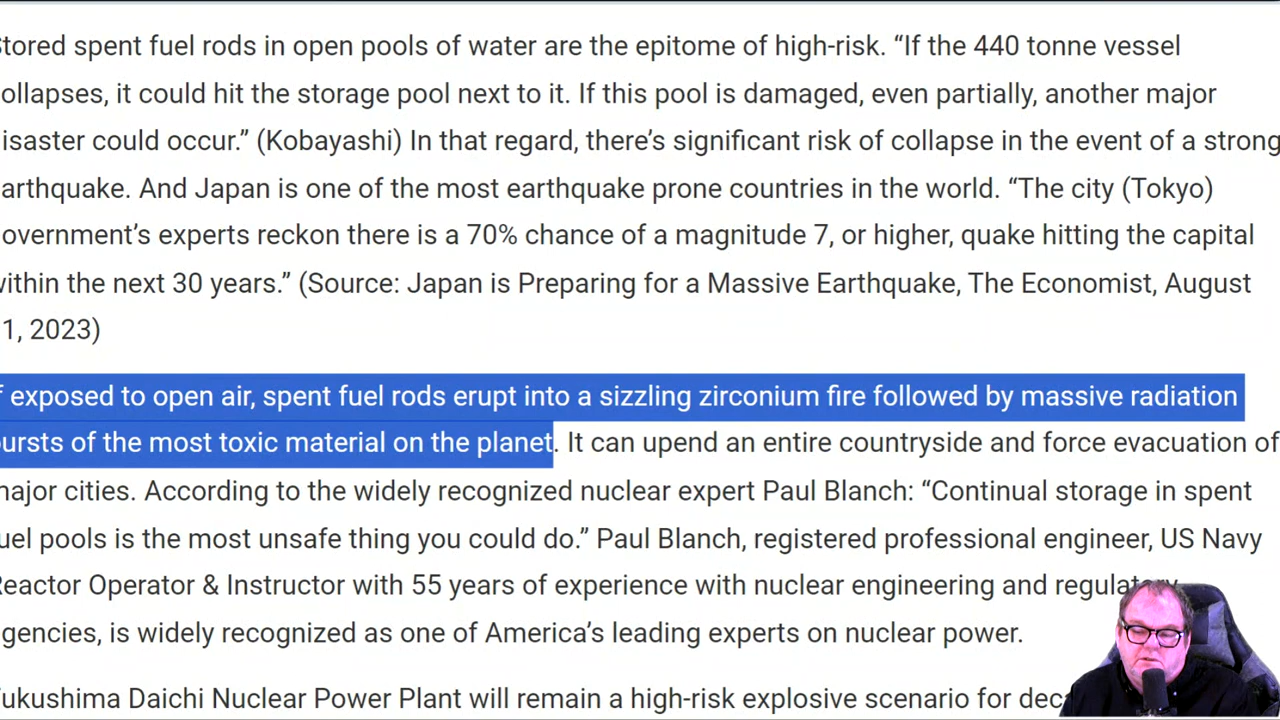 Stored spent fuel rods in open pools of water are the epitome of high-risk. “If the 440 tonne vessel
ollapses, it could hit the storage pool next to it. If this pool is damaged, even partially, another major
isaster could occur.” (Kobayashi) In that regard, there’s significant risk of collapse in the event of a strong
arthquake. And Japan is one of the most earthquake prone countries in the world. “The city (Tokyo)
overnment’s experts reckon there is a 70% chance of a magnitude 7, or higher, quake hitting the capital
within the next 30 years.” (Source: Japan is Preparing for a Massive Earthquake, The Economist, August
1, 2023)
f exposed to open air, spent fuel rods erupt into a sizzling zirconium fire followed by massive radiation
bursts of the most toxic material on the planet. It can upend an entire countryside and force evacuation of
major cities. According to the widely recognized nuclear expert Paul Blanch: “Continual storage in spent
uel pools is the most unsafe thing you could do.” Paul Blanch, registered professional engineer, US Navy
Reactor Operator & Instructor with 55 years of experience with nuclear engineering and regulatory
gencies, is widely recognized as one of America’s leading experts on nuclear power.
Fukushima Daichi Nuclear Power Plant will remain a high-risk explosive scenario for deca